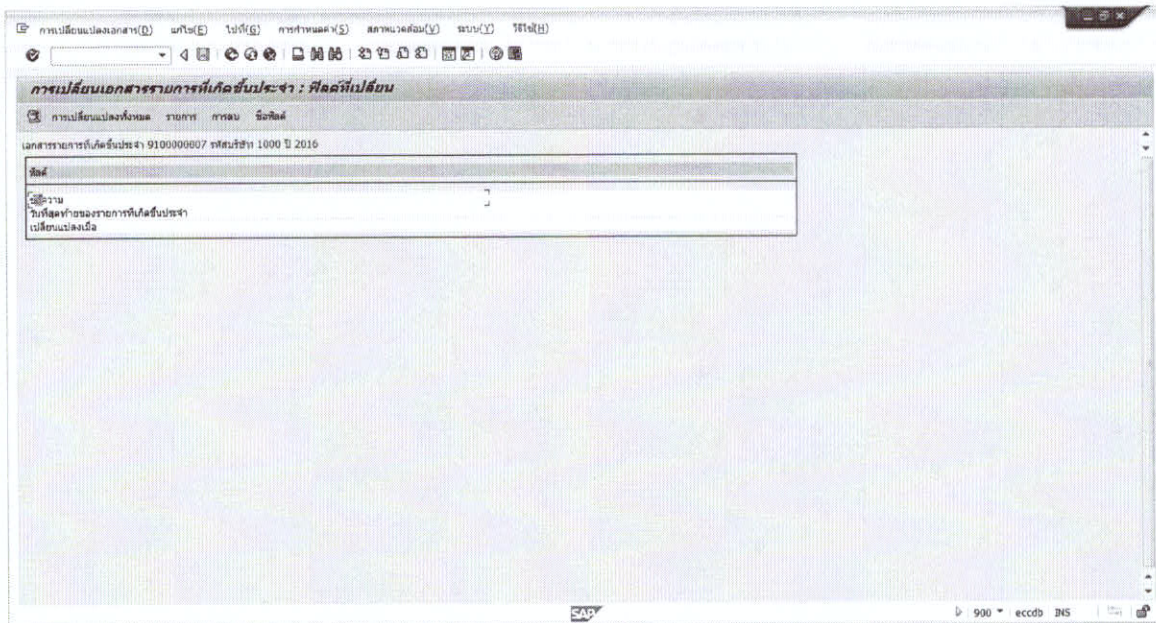 การเปลี่ยนแปลงเอกสาร(D) แก้ไข(E) ไปที่(G) การกำหนดค่า(S) สภาพแวดล้อม(V) ระบบ(Y) วิธีใช้(H)
การเปลี่ยนเอกสารรายการที่เกิดขึ้นประจำ : ฟิลด์ที่เปลี่ยน
การเปลี่ยนแปลงทั้งหมด รายการ การลบ ชื่อฟิลด์
เอกสารรายการที่เกิดขึ้นประจำ 9100000007 รหัสบริษัท 1000 ปี 2016
ฟิลด์
ข้อความ
วันที่สุดท้ายของรายการที่เกิดขึ้นประจำ
เปลี่ยนแปลงเมื่อ
SAP
900 eccdb INS